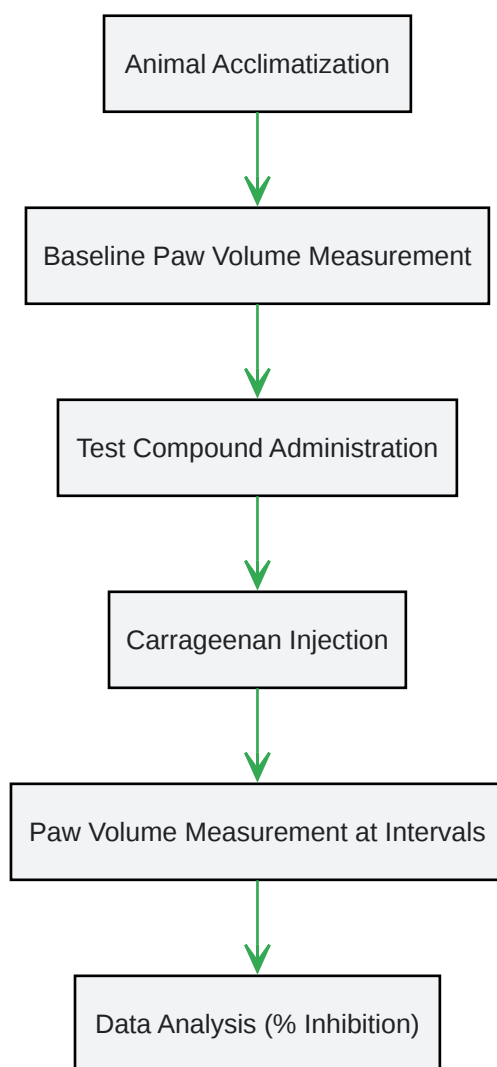 Animal Acclimatization
Baseline Paw Volume Measurement
Test Compound Administration
Carrageenan Injection
Paw Volume Measurement at Intervals
Data Analysis (% Inhibition)